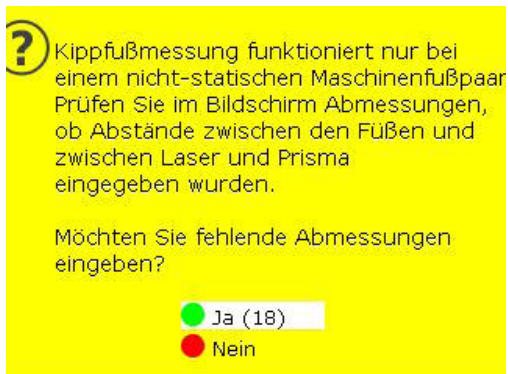 ?
Kippfußmessung funktioniert nur bei
einem nicht-statischen Maschinenfußpaar
Prüfen Sie im Bildschirm Abmessungen,
ob Abstände zwischen den Füßen und
zwischen Laser und Prisma
eingegeben wurden.
Möchten Sie fehlende Abmessungen
eingeben?
Ja (18)
Nein